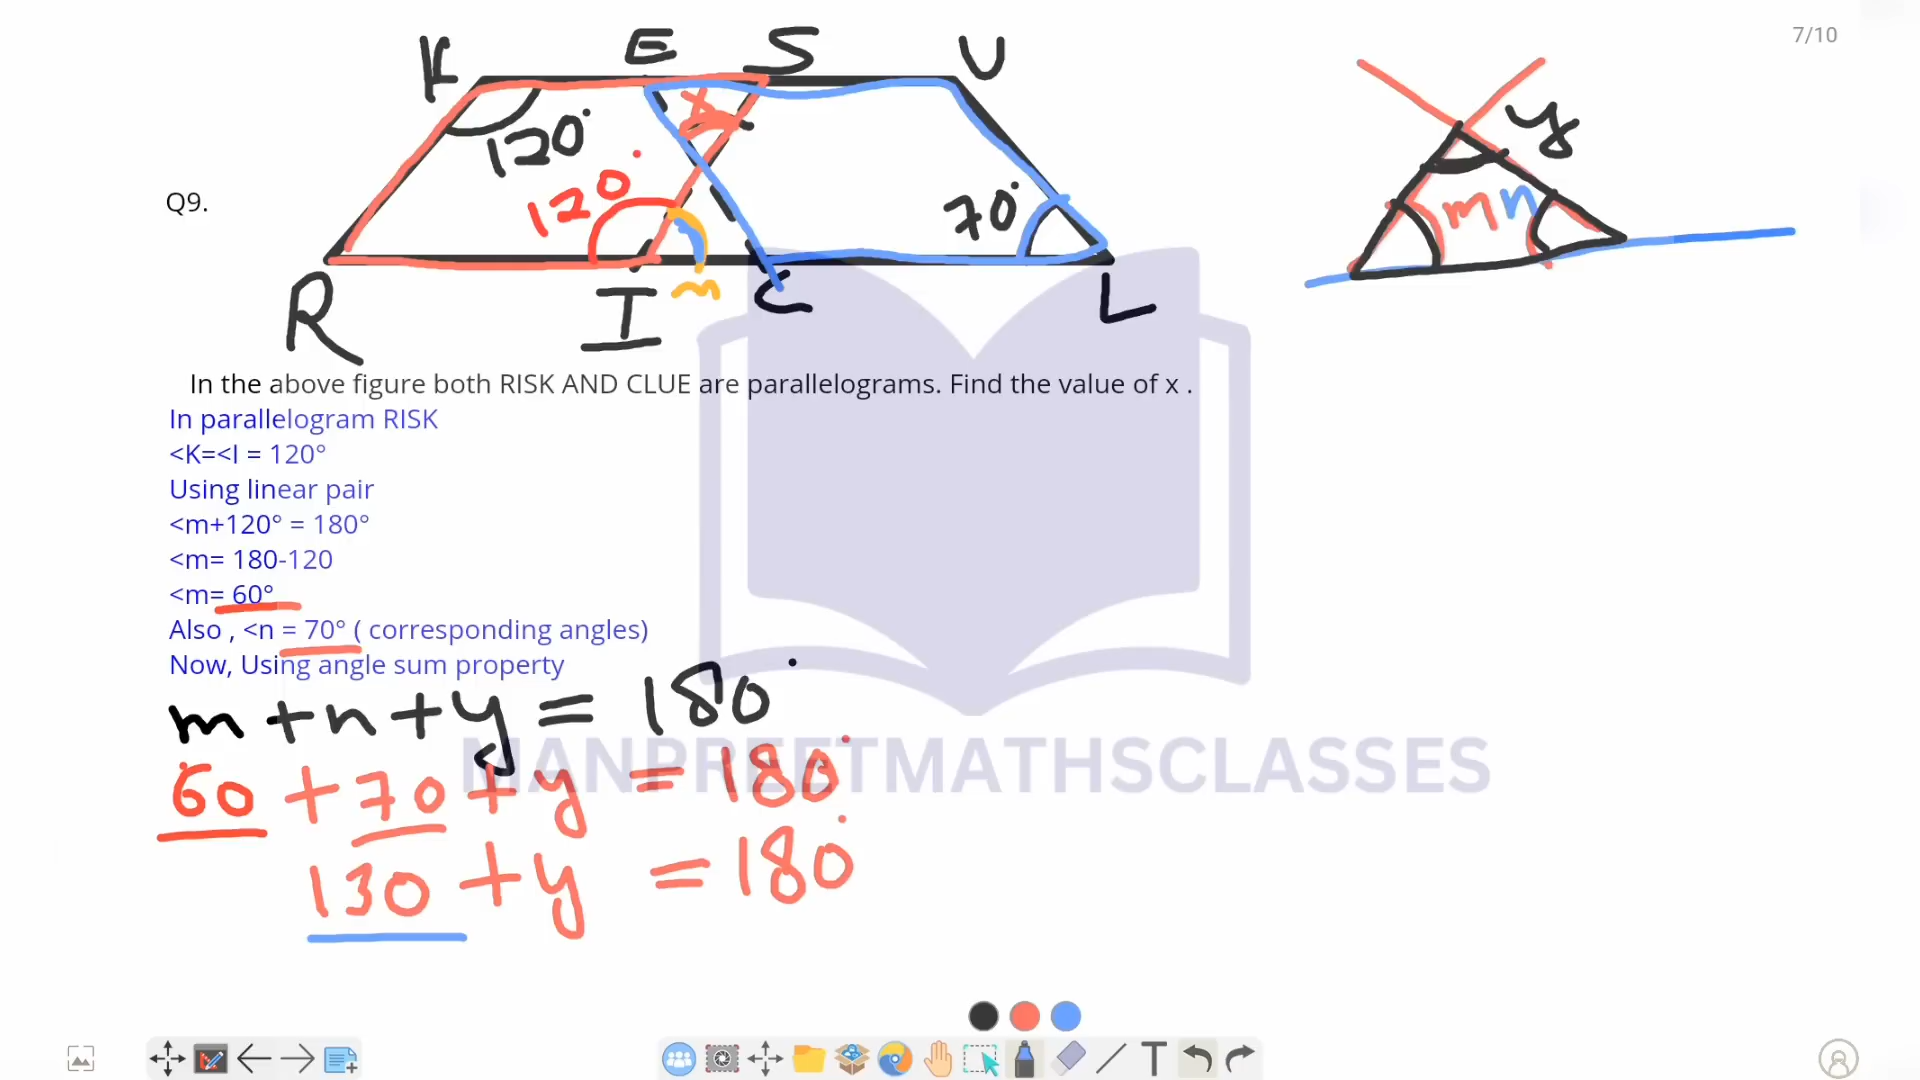 7/10
K E S U
y
120°
x
Q9.
120°
70°
m n
R I m C L
In the above figure both RISK AND CLUE are parallelograms. Find the value of x .
In parallelogram RISK
<K=<I = 120°
Using linear pair
<m+120° = 180°
<m= 180-120
<m= 60°
Also , <n = 70° ( corresponding angles)
Now, Using angle sum property
m + n + y = 180°
MANPREETMATHSCLASSES
60 + 70 + y = 180°
130 + y = 180°
T